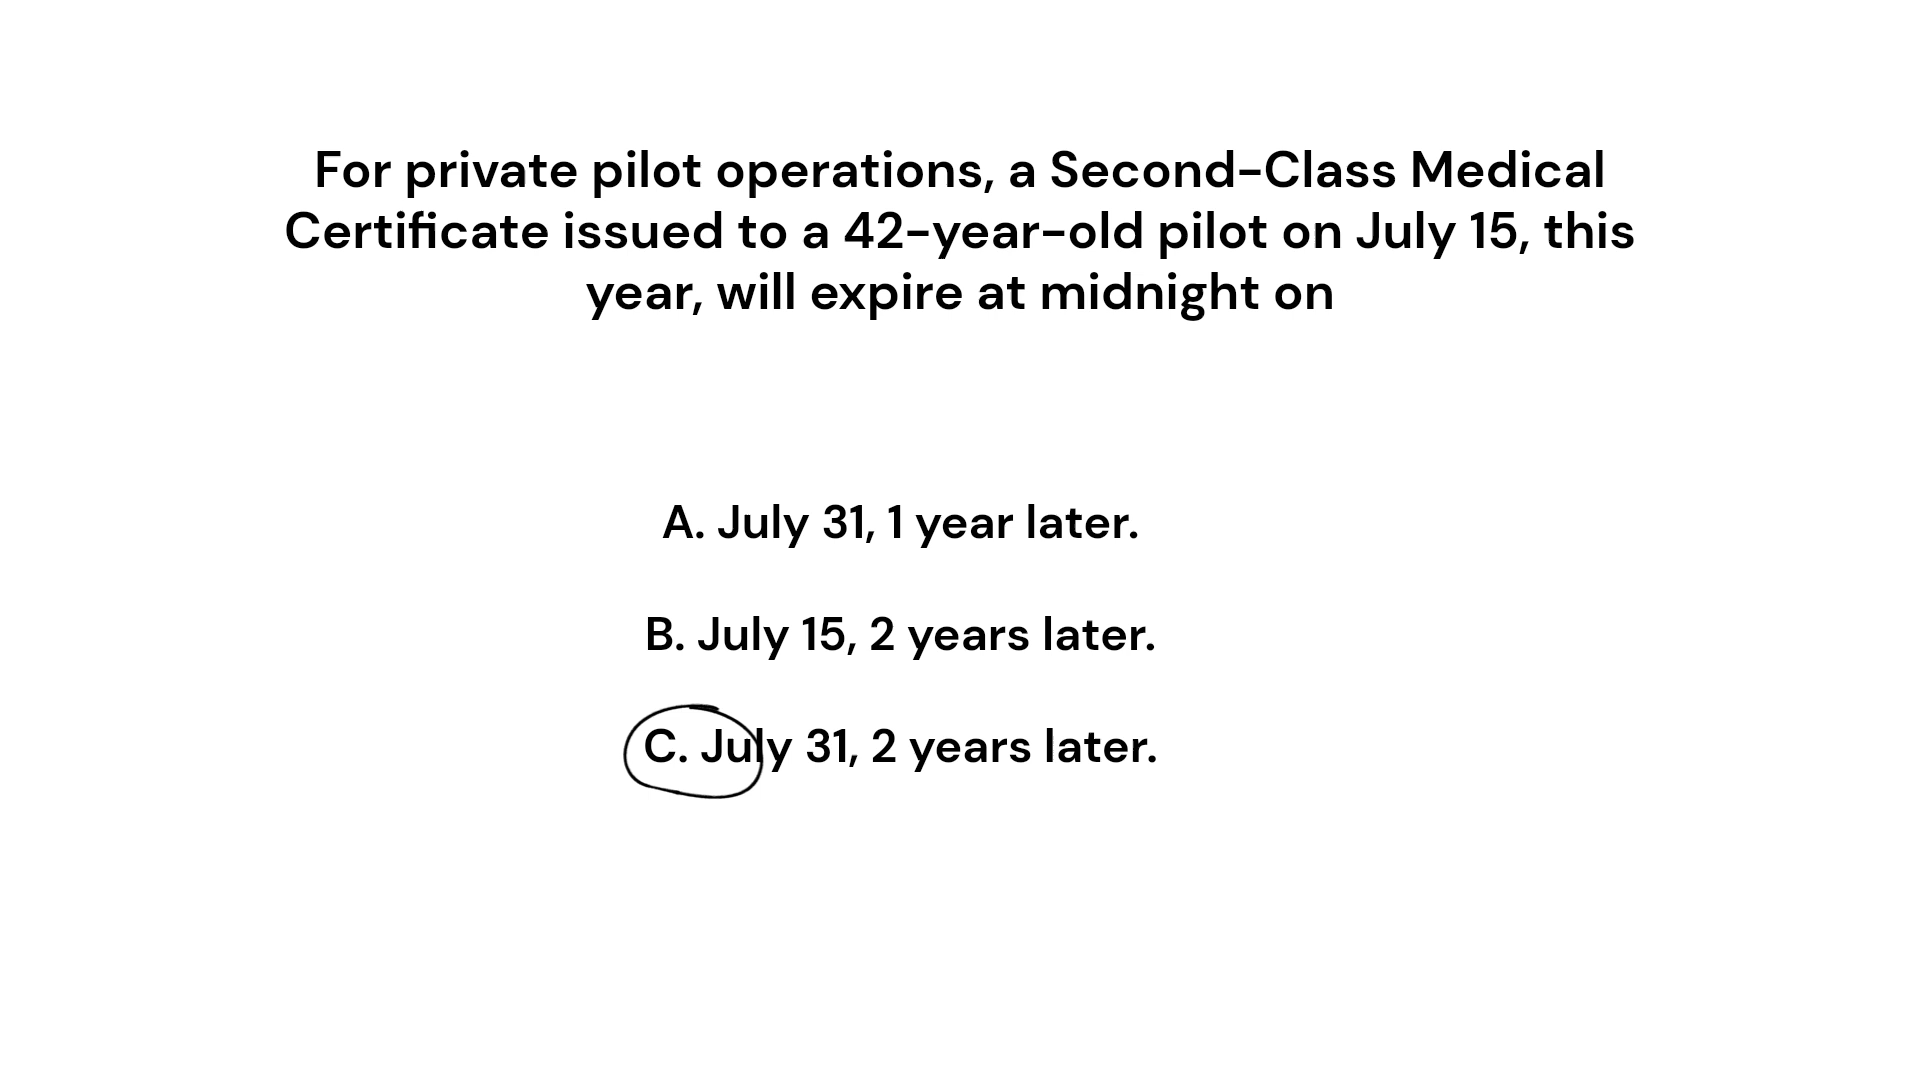 For private pilot operations, a Second-Class Medical
Certificate issued to a 42-year-old pilot on July 15, this
year, will expire at midnight on
A. July 31, 1 year later.
B. July 15, 2 years later.
C. July 31, 2 years later.